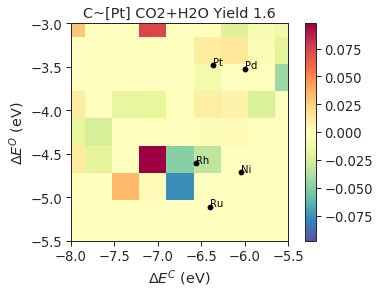 C~[Pt] CO2+H2O Yield 1.6
−3.0
−3.5
−4.0
−4.5
−5.0
−5.5
ΔE^O (eV)
Pt
Pd
Rh
Ni
Ru
−8.0 −7.5 −7.0 −6.5 −6.0 −5.5
ΔE^C (eV)
0.075
0.050
0.025
0.000
−0.025
−0.050
−0.075